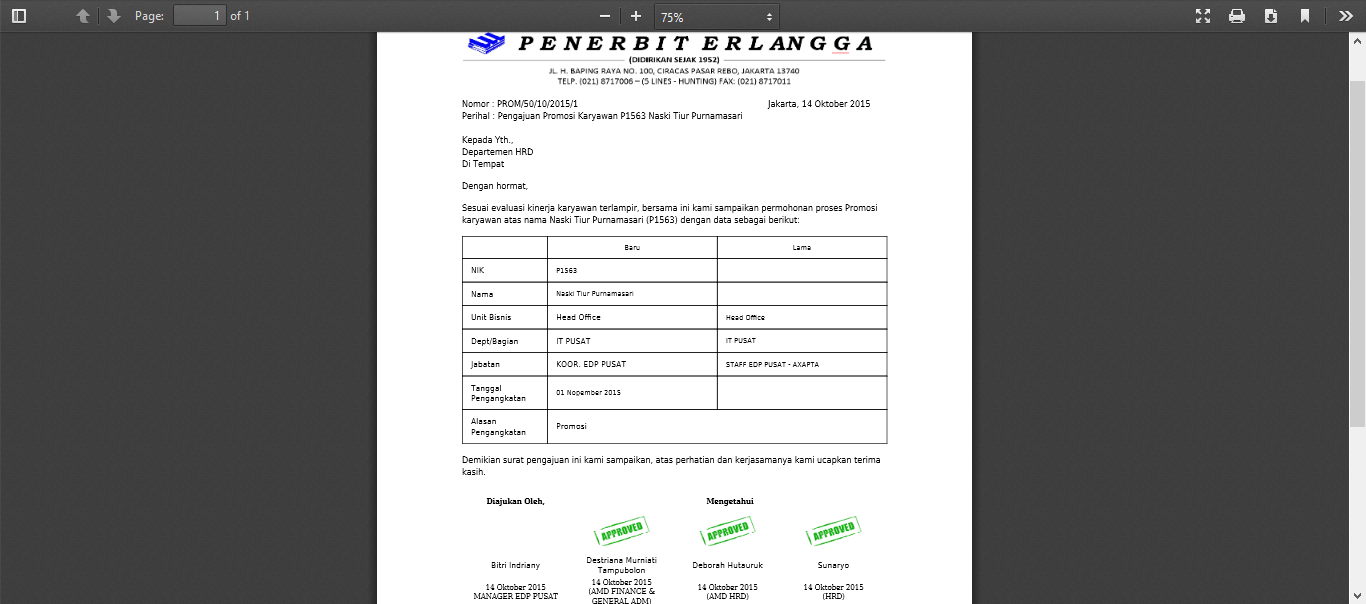 Page: 1 of 1
75%
PENERBIT ERLANGGA
(DIDIRIKAN SEJAK 1952)
JL. H. BAPING RAYA NO. 100, CIRACAS PASAR REBO, JAKARTA 13740
TELP. (021) 8717006 – (5 LINES - HUNTING) FAX: (021) 8717011
Nomor : PROM/50/10/2015/1 Jakarta, 14 Oktober 2015
Perihal : Pengajuan Promosi Karyawan P1563 Naski Tiur Purnamasari
Kepada Yth.,
Departemen HRD
Di Tempat
Dengan hormat,
Sesuai evaluasi kinerja karyawan terlampir, bersama ini kami sampaikan permohonan proses Promosi
karyawan atas nama Naski Tiur Purnamasari (P1563) dengan data sebagai berikut:
Baru Lama
NIK P1563
Nama Naski Tiur Purnamasari
Unit Bisnis Head Office Head Office
Dept/Bagian IT PUSAT IT PUSAT
Jabatan KOOR. EDP PUSAT STAFF EDP PUSAT - AXAPTA
Tanggal
Pengangkatan 01 Nopember 2015
Alasan
Pengangkatan Promosi
Demikian surat pengajuan ini kami sampaikan, atas perhatian dan kerjasamanya kami ucapkan terima
kasih.
Diajukan Oleh, Mengetahui
APPROVED APPROVED APPROVED
Bitri Indriany
14 Oktober 2015
MANAGER EDP PUSAT
Destriana Murniati
Tampubolon
14 Oktober 2015
(AMD FINANCE &
GENERAL ADM)
Deborah Hutauruk
14 Oktober 2015
(AMD HRD)
Sunaryo
14 Oktober 2015
(HRD)